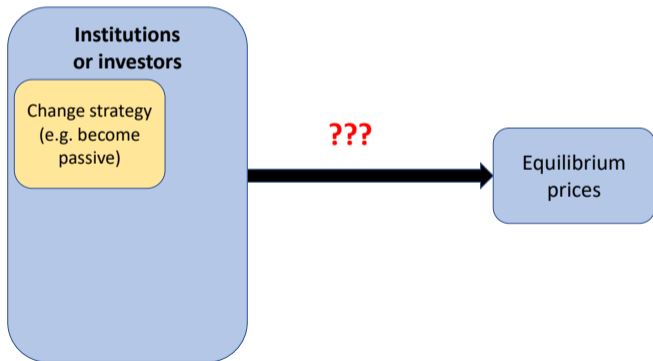 Institutions
or investors
Change strategy
(e.g. become
passive)
???
Equilibrium
prices